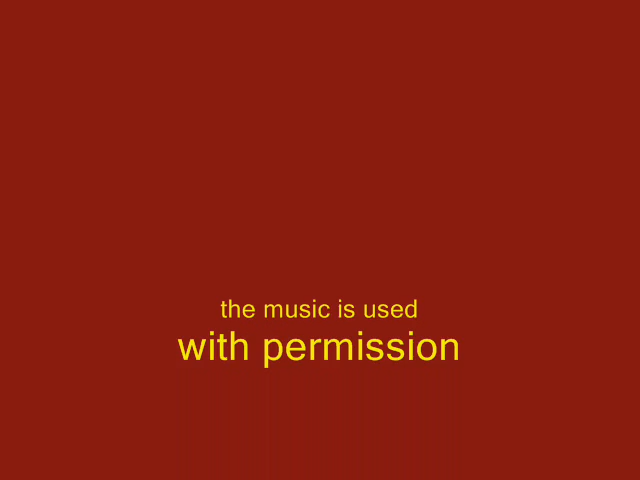 the music is used
with permission